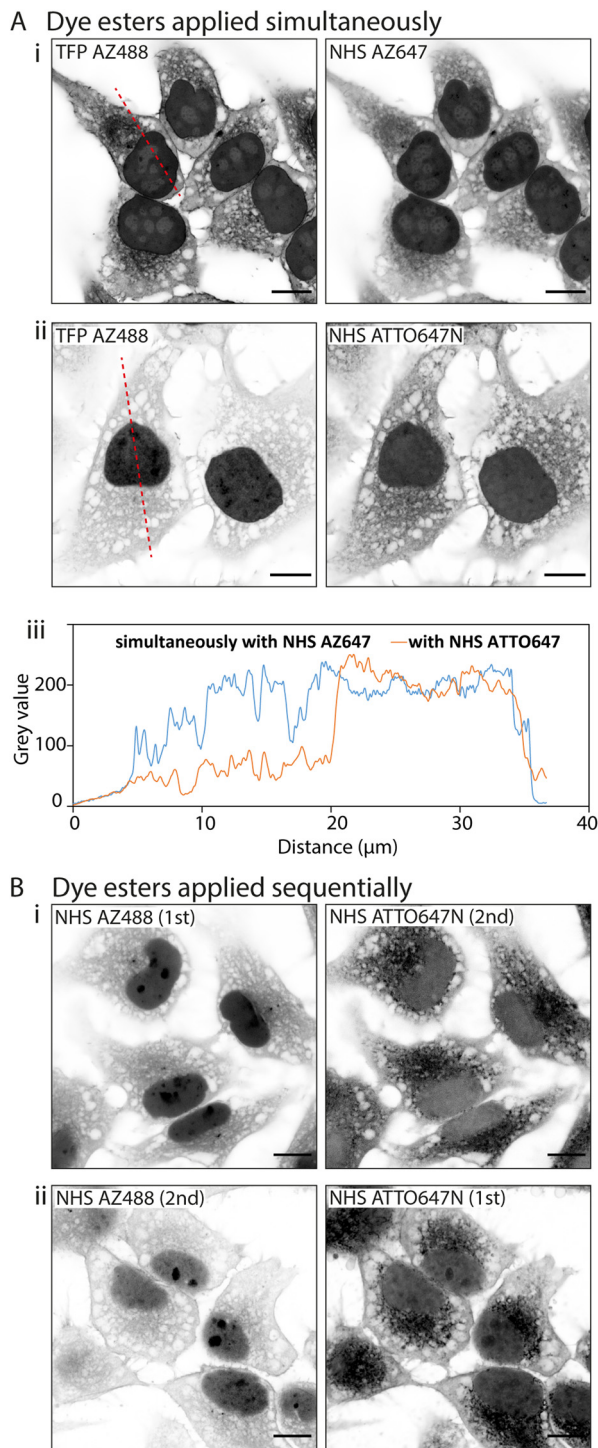 A Dye esters applied simultaneously
i
TFP AZ488
NHS AZ647
ii
TFP AZ488
NHS ATTO647N
iii
simultaneously with NHS AZ647
with NHS ATTO647
Grey value
200
100
0
0 10 20 30 40
Distance (µm)
B Dye esters applied sequentially
i
NHS AZ488 (1st)
NHS ATTO647N (2nd)
ii
NHS AZ488 (2nd)
NHS ATTO647N (1st)